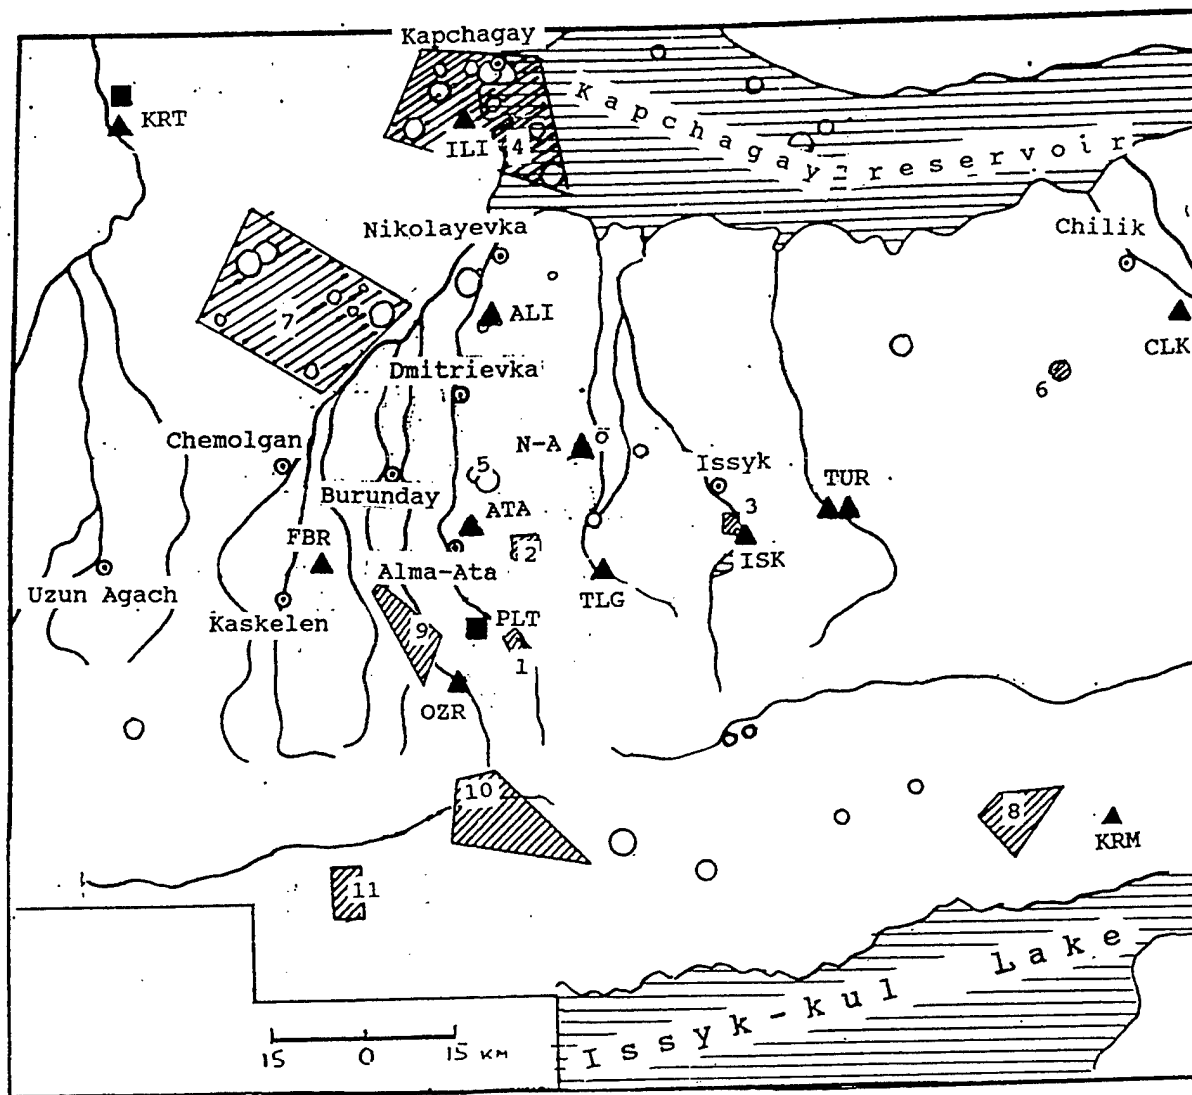 Kapchagay
KRT
ILI
4
Kapchagay reservoir
Nikolayevka
Chilik
7
ALI
CLK
Dmitrievka
6
Chemolgan
N-A
5
Issyk
Burunday
TUR
3
ATA
FBR
2
ISK
Alma-Ata
Uzun Agach
TLG
Kaskelen
PLT
9
1
OZR
10
8
KRM
11
Issyk-kul Lake
15 0 15 КМ